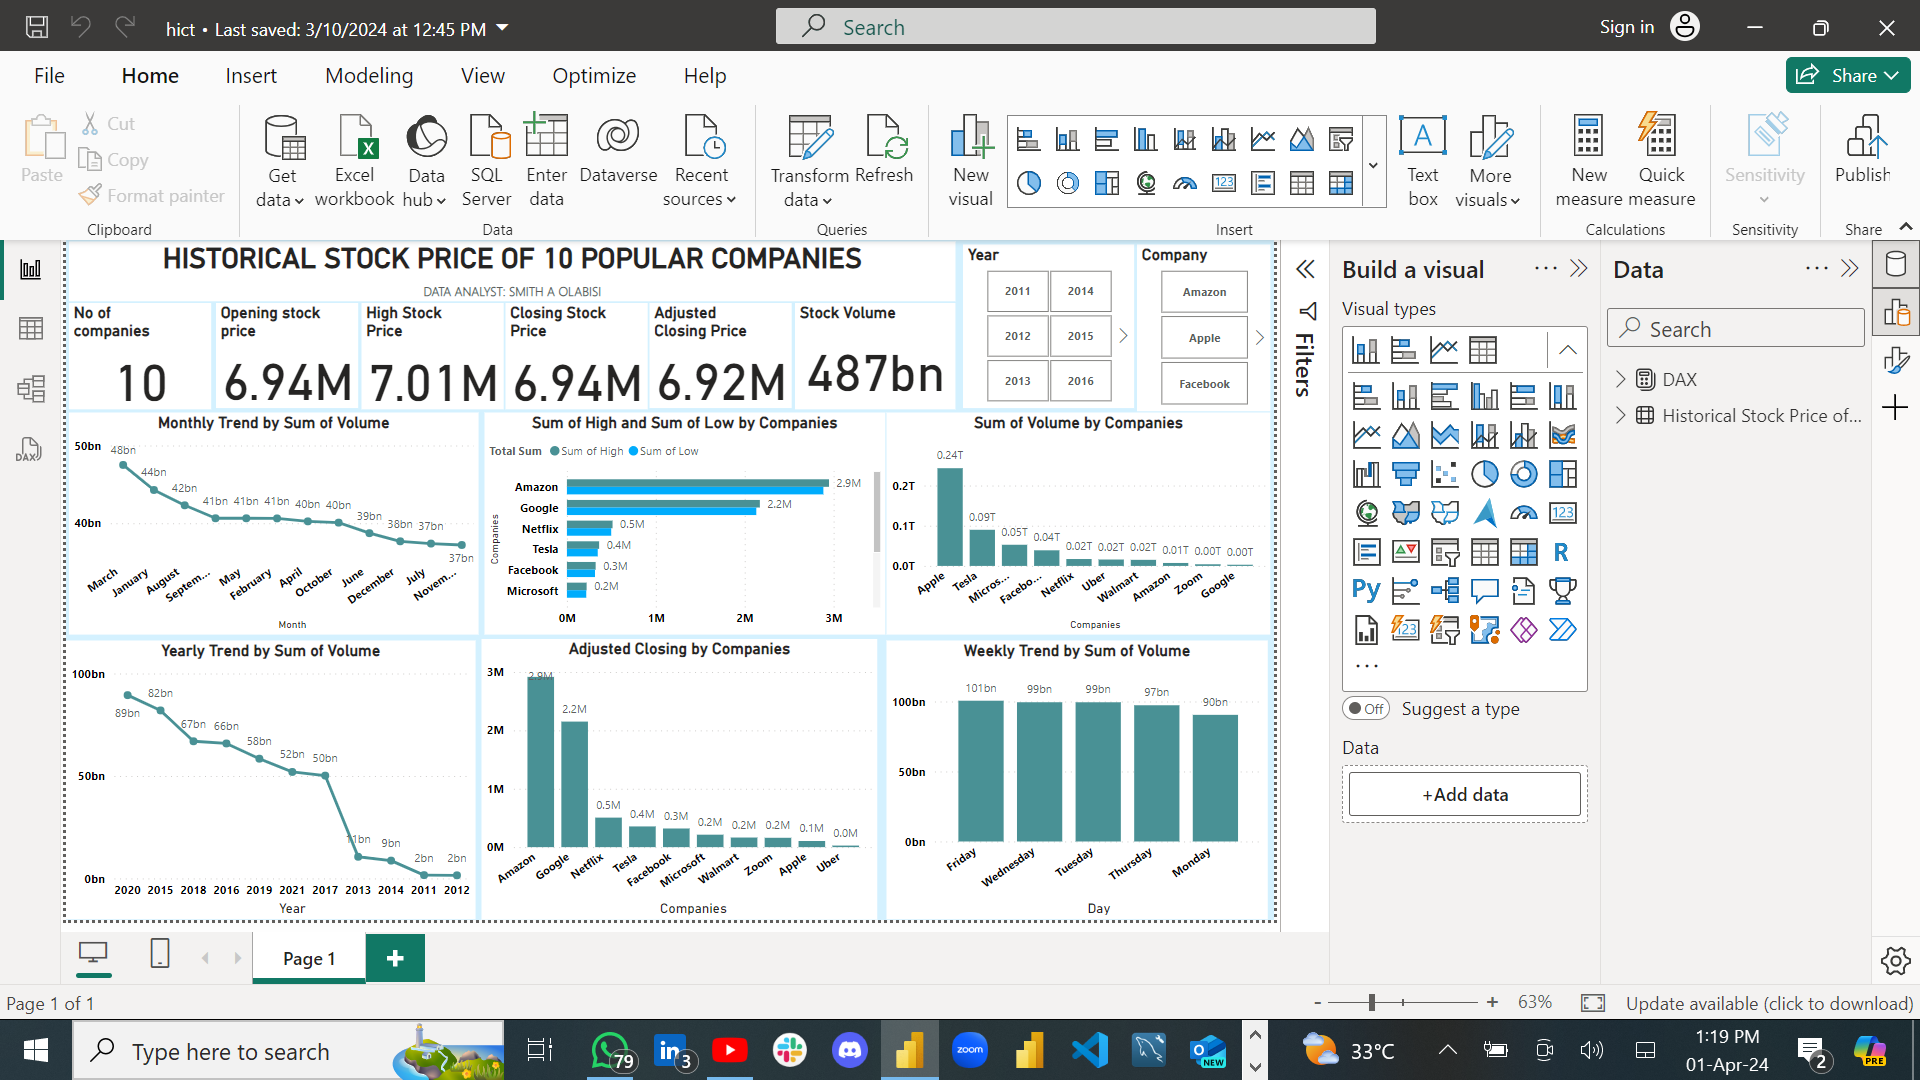 hict • Last saved: 3/10/2024 at 12:45 PM
Search
Sign in
File Home Insert Modeling View Optimize Help
Share
Paste
Cut
Copy
Format painter
Clipboard
Get data
Excel workbook
Data hub
SQL Server
Enter data
Dataverse
Recent sources
Data
Transform data
Refresh
Queries
New visual
Text box
More visuals
Insert
New measure
Quick measure
Calculations
Sensitivity
Sensitivity
Publish
Share
HISTORICAL STOCK PRICE OF 10 POPULAR COMPANIES
DATA ANALYST: SMITH A OLABISI
No of companies
10
Opening stock price
6.94M
High Stock Price
7.01M
Closing Stock Price
6.94M
Adjusted Closing Price
6.92M
Stock Volume
487bn
Year
2011 2014
2012 2015
2013 2016
Company
Amazon
Apple
Facebook
Monthly Trend by Sum of Volume
50bn
40bn
48bn 44bn 42bn 41bn 41bn 41bn 40bn 40bn 39bn 38bn 37bn 37bn
March January August Septem... May February April October June December July Novem...
Month
Sum of High and Sum of Low by Companies
Total Sum Sum of High Sum of Low
Companies
Amazon 2.9M
Google 2.2M
Netflix 0.5M
Tesla 0.4M
Facebook 0.3M
Microsoft 0.2M
0M 1M 2M 3M
Sum of Volume by Companies
0.2T
0.1T
0.0T
0.24T 0.09T 0.05T 0.04T 0.02T 0.02T 0.02T 0.01T 0.00T 0.00T
Apple Tesla Micros... Facebo... Netflix Uber Walmart Amazon Zoom Google
Companies
Yearly Trend by Sum of Volume
100bn
50bn
0bn
89bn 82bn 67bn 66bn 58bn 52bn 50bn 11bn 9bn 2bn 2bn
2020 2015 2018 2016 2019 2021 2017 2013 2014 2011 2012
Year
Adjusted Closing by Companies
3M
2M
1M
0M
2.9M 2.2M 0.5M 0.4M 0.3M 0.2M 0.2M 0.2M 0.1M 0.0M
Amazon Google Netflix Tesla Facebook Microsoft Walmart Zoom Apple Uber
Companies
Weekly Trend by Sum of Volume
100bn
50bn
0bn
101bn 99bn 99bn 97bn 90bn
Friday Wednesday Tuesday Thursday Monday
Day
Filters
Build a visual
Visual types
123
R
Py
123
Off Suggest a type
Data
+Add data
Data
Search
DAX
Historical Stock Price of...
DAX
Page 1
Page 1 of 1
- + 63%
Update available (click to download)
Type here to search
79
3
zoom
NEW
33°C
1:19 PM
01-Apr-24
2
PRE